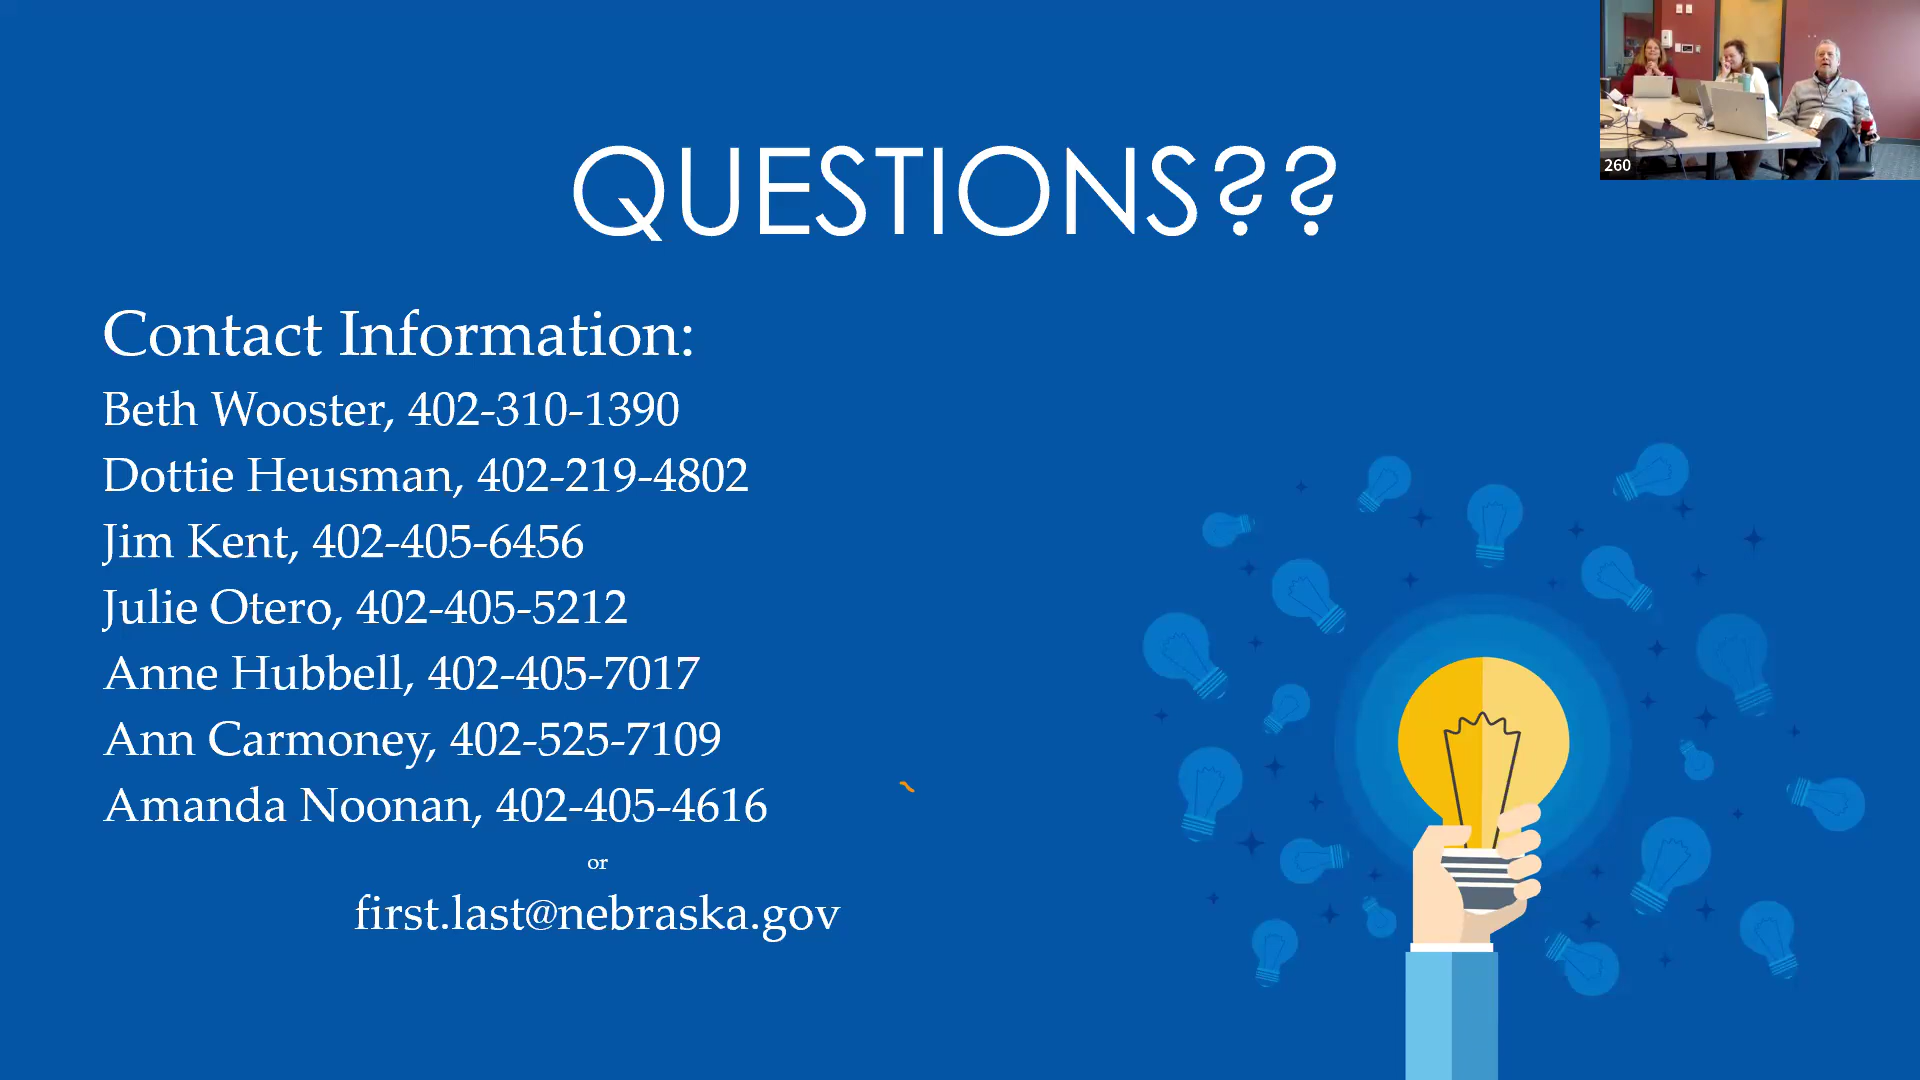 QUESTIONS??
260
Contact Information:
Beth Wooster, 402-310-1390
Dottie Heusman, 402-219-4802
Jim Kent, 402-405-6456
Julie Otero, 402-405-5212
Anne Hubbell, 402-405-7017
Ann Carmoney, 402-525-7109
Amanda Noonan, 402-405-4616
or
first.last@nebraska.gov